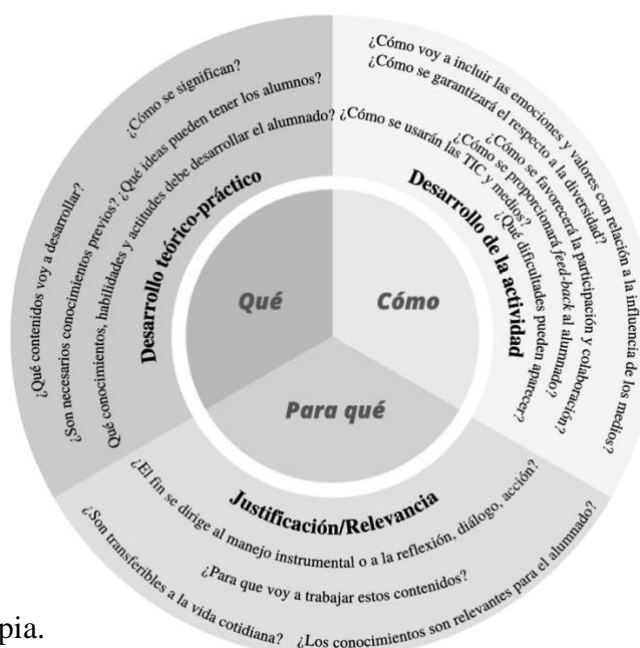 Qué
Cómo
Para qué
Desarrollo teórico-práctico
¿Cómo se significan?
¿Qué contenidos voy a desarrollar?
¿Son necesarios conocimientos previos? ¿Qué ideas pueden tener los alumnos?
Qué conocimientos, habilidades y actitudes debe desarrollar el alumnado?
Desarrollo de la actividad
¿Cómo voy a incluir las emociones y valores con relación a la influencia de los medios?
¿Cómo se garantizará el respecto a la diversidad?
¿Cómo se favorecerá la participación y colaboración?
¿Cómo se proporcionará feed-back al alumnado?
¿Cómo se usarán las TIC y medios?
¿Qué dificultades pueden aparecer?
Justificación/Relevancia
¿El fin se dirige al manejo instrumental o a la reflexión, diálogo, acción?
¿Para que voy a trabajar estos contenidos?
¿Son transferibles a la vida cotidiana?
¿Los conocimientos son relevantes para el alumnado?
pia.